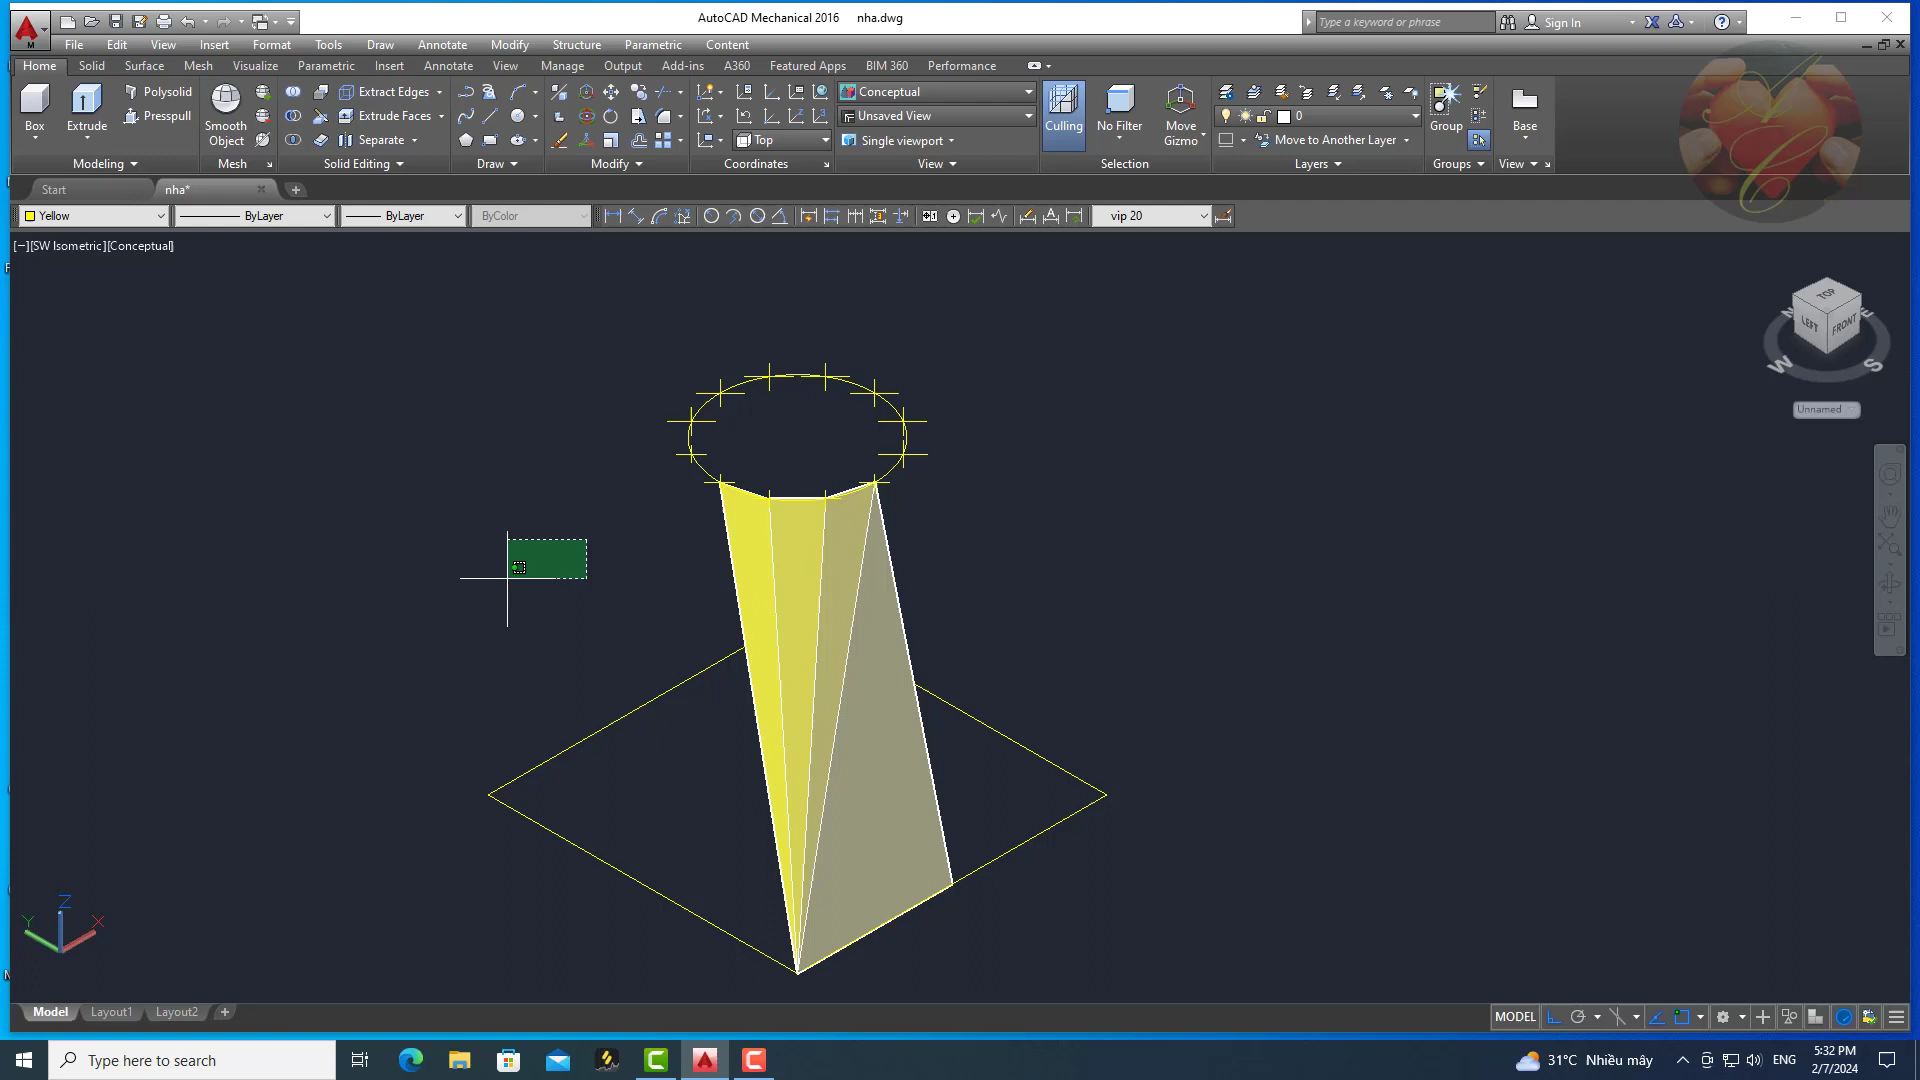 AutoCAD Mechanical 2016 nha.dwg
Type a keyword or phrase
Sign In
M
File Edit View Insert Format Tools Draw Annotate Modify Structure Parametric Content
Home Solid Surface Mesh Visualize Parametric Insert Annotate View Manage Output Add-ins A360 Featured Apps BIM 360 Performance
Polysolid
Presspull
Box
Extrude
Smooth
Object
Extract Edges
Extrude Faces
Separate
Top
Conceptual
Unsaved View
Single viewport
Culling
No Filter
Move
Gizmo
0
Move to Another Layer
Group
Base
Modeling Mesh Solid Editing Draw Modify Coordinates View Selection Layers Groups View
A
C
Start nha*
Yellow ByLayer ByLayer ByColor vip 20
[−][SW Isometric][Conceptual]
TOP
LEFT FRONT
N E
W S
Unnamed
Z
Y X
Model Layout1 Layout2
MODEL
Type here to search
31°C Nhiều mây
ENG
5:32 PM
2/7/2024